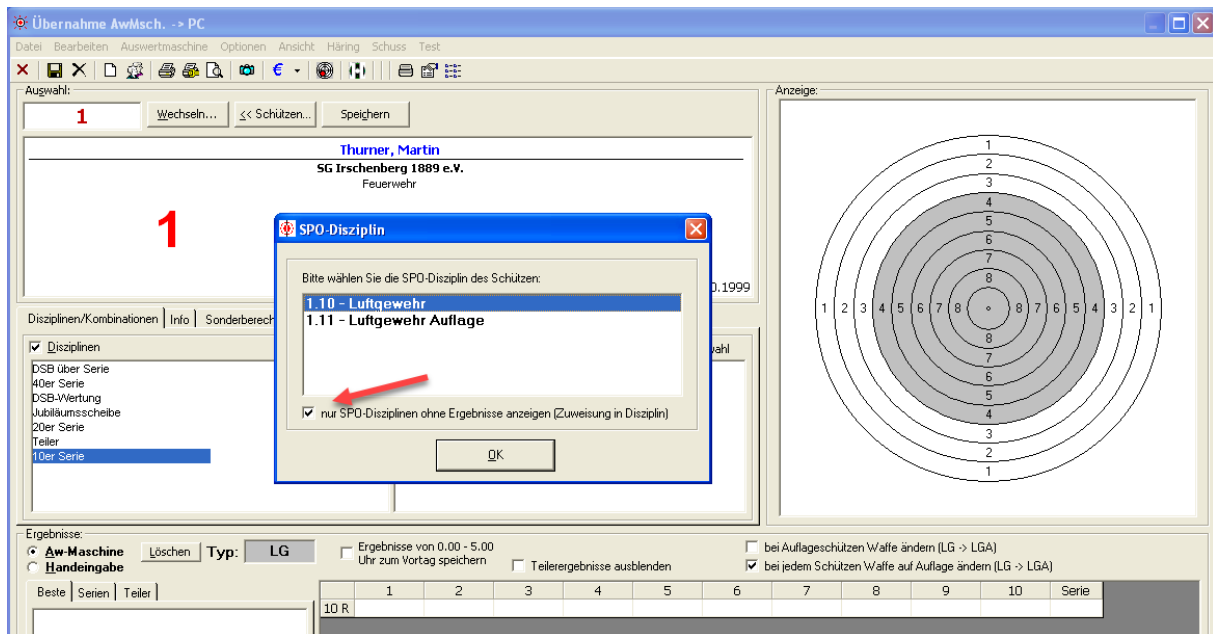 Übernahme AwMsch. -> PC
Datei Bearbeiten Auswertmaschine Optionen Ansicht Häring Schuss Test
€
Auswahl:
1 Wechseln... << Schützen... Speichern
Thurner, Martin
SG Irschenberg 1889 e.V.
Feuerwehr
1
0.1999
SPO-Disziplin
Bitte wählen Sie die SPO-Disziplin des Schützen:
1.10 - Luftgewehr
1.11 - Luftgewehr Auflage
nur SPO-Disziplinen ohne Ergebnisse anzeigen (Zuweisung in Disziplin)
OK
Disziplinen/Kombinationen Info Sonderberech
Disziplinen
wahl
DSB über Serie
40er Serie
DSB-Wertung
Jubiläumsscheibe
20er Serie
Teiler
10er Serie
Anzeige:
1
2
3
4
5
6
7
8
1 2 3 4 5 6 7 8 8 7 6 5 4 3 2 1
8
7
6
5
4
3
2
1
Ergebnisse:
Aw-Maschine Löschen Typ: LG
Handeingabe
Ergebnisse von 0.00 - 5.00
Uhr zum Vortag speichern
Teilerergebnisse ausblenden
bei Auflageschützen Waffe ändern (LG -> LGA)
bei jedem Schützen Waffe auf Auflage ändern (LG -> LGA)
Beste Serien Teiler
1 2 3 4 5 6 7 8 9 10 Serie
10 R